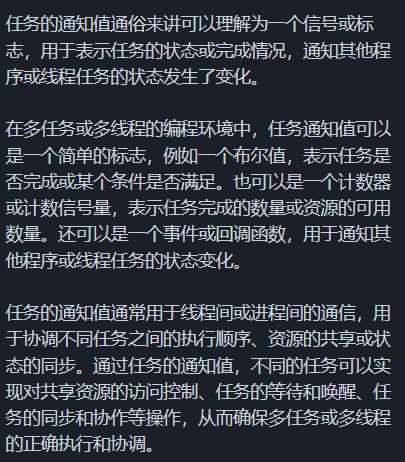 任务的通知值通俗来讲可以理解为一个信号或标
志，用于表示任务的状态或完成情况，通知其他程
序或线程任务的状态发生了变化。
在多任务或多线程的编程环境中，任务通知值可以
是一个简单的标志，例如一个布尔值，表示任务是
否完成或某个条件是否满足。也可以是一个计数器
或计数信号量，表示任务完成的数量或资源的可用
数量。还可以是一个事件或回调函数，用于通知其
他程序或线程任务的状态变化。
任务的通知值通常用于线程间或进程间的通信，用
于协调不同任务之间的执行顺序、资源的共享或状
态的同步。通过任务的通知值，不同的任务可以实
现对共享资源的访问控制、任务的等待和唤醒、任
务的同步和协作等操作，从而确保多任务或多线程
的正确执行和协调。